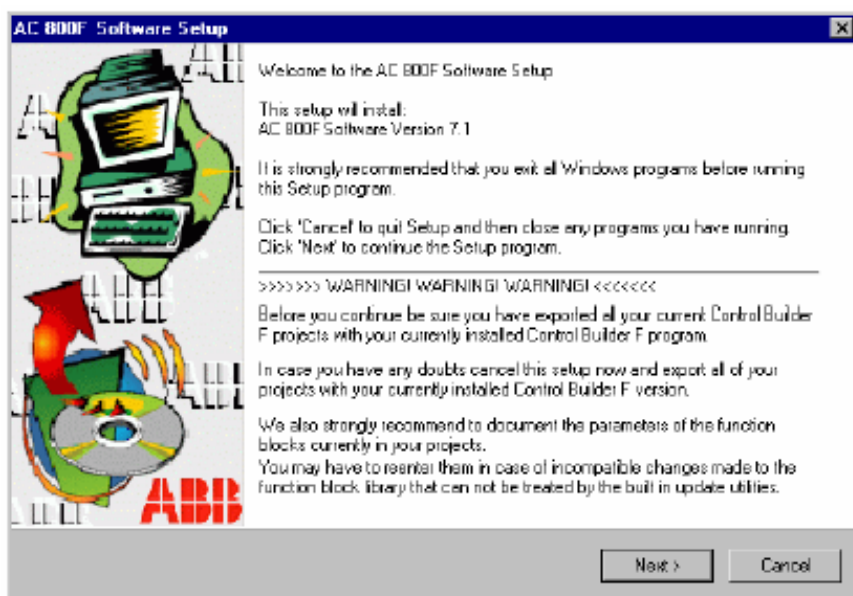 AC 800F Software Setup
Welcome to the AC 800F Software Setup
This setup will install:
AC 800F Software Version 7.1
It is strongly recommended that you exit all Windows programs before running
this Setup program.
Click 'Cancel' to quit Setup and then close any programs you have running.
Click 'Next' to continue the Setup program.
>>>>>>> WARNING! WARNING! WARNING! <<<<<<<
Before you continue be sure you have exported all your current Control Builder
F projects with your currently installed Control Builder F program.
In case you have any doubts cancel this setup now and export all of your
projects with your currently installed Control Builder F version.
We also strongly recommend to document the parameters of the function
blocks currently in your projects.
You may have to reenter them in case of incompatible changes made to the
function block library that can not be treated by the built in update utilities.
ABB
Next >
Cancel